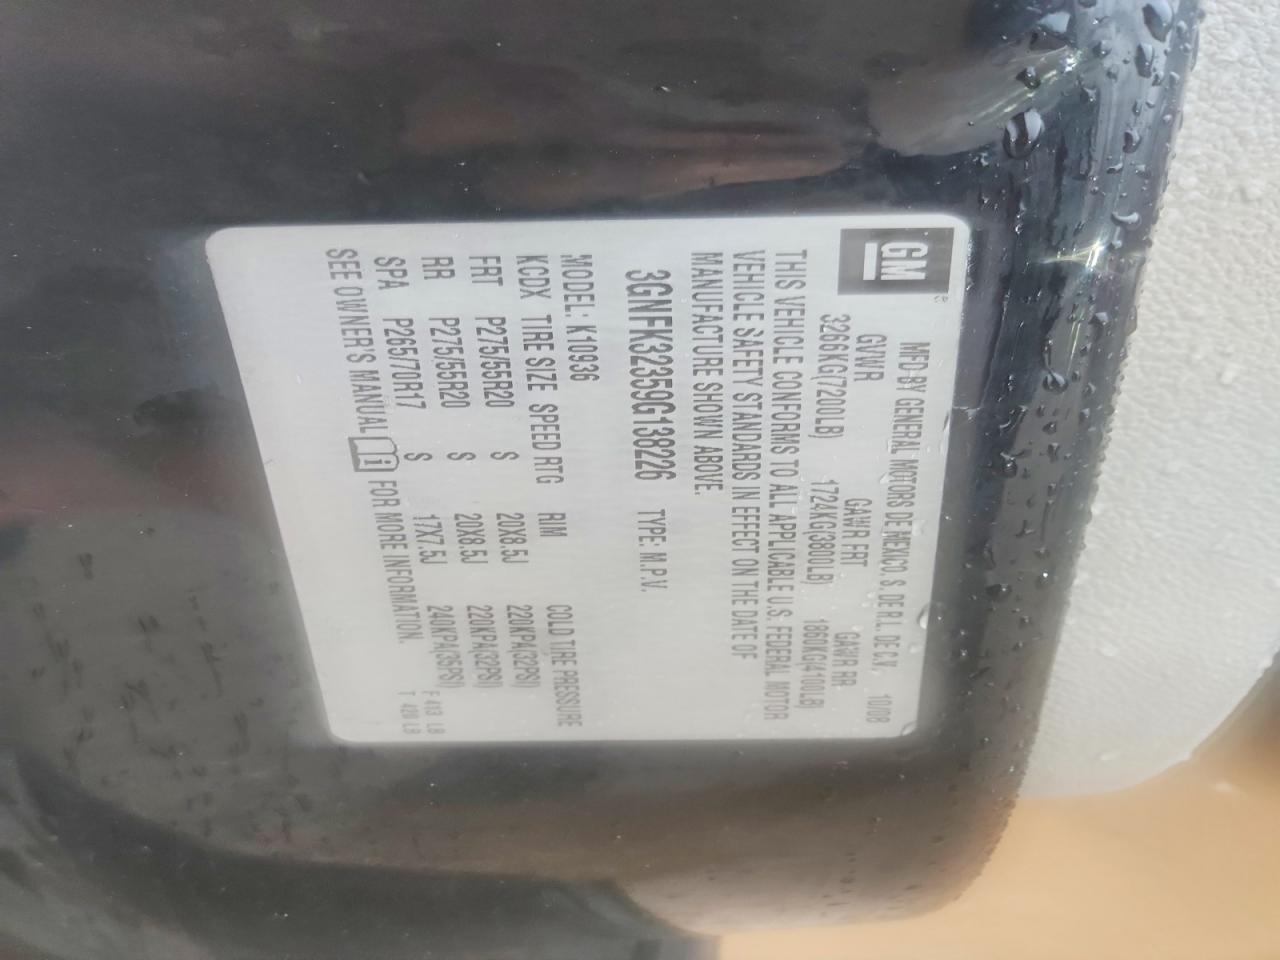 GM
MFD BY GENERAL MOTORS DE MEXICO, S. DE R.L. DE C.V. 10/08
GVWR GAWR FRT GAWR RR
3266KG(7200LB) 1724KG(3800LB) 1860KG(4100LB)
THIS VEHICLE CONFORMS TO ALL APPLICABLE U.S. FEDERAL MOTOR
VEHICLE SAFETY STANDARDS IN EFFECT ON THE DATE OF
MANUFACTURE SHOWN ABOVE.
3GNFK32359G138226 TYPE: M.P.V.
MODEL: K10936
KCDX TIRE SIZE SPEED RTG RIM COLD TIRE PRESSURE
FRT P275/55R20 S 20X8.5J 220KPA(32PSI)
RR P275/55R20 S 20X8.5J 220KPA(32PSI)
SPA P265/70R17 S 17X7.5J 240KPA(35PSI)
SEE OWNER'S MANUAL FOR MORE INFORMATION.
F 413 LB
T 428 LB